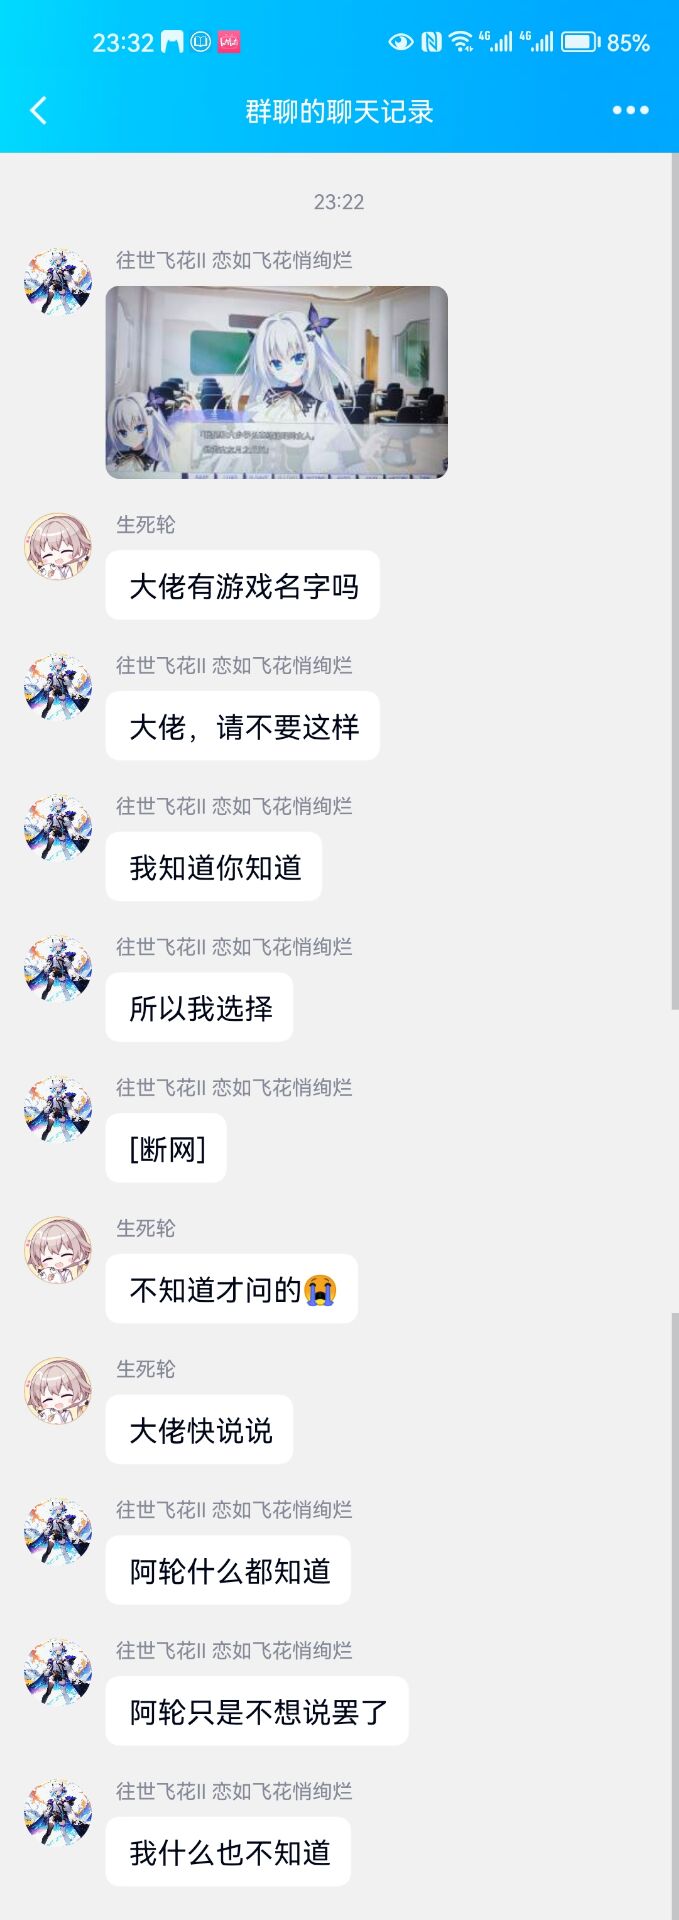 23:32
4G
4G
85%
群聊的聊天记录
23:22
往世飞花II 恋如飞花悄绚烂
生死轮
大佬有游戏名字吗
往世飞花II 恋如飞花悄绚烂
大佬，请不要这样
往世飞花II 恋如飞花悄绚烂
我知道你知道
往世飞花II 恋如飞花悄绚烂
所以我选择
往世飞花II 恋如飞花悄绚烂
[断网]
生死轮
不知道才问的😭
生死轮
大佬快说说
往世飞花II 恋如飞花悄绚烂
阿轮什么都知道
往世飞花II 恋如飞花悄绚烂
阿轮只是不想说罢了
往世飞花II 恋如飞花悄绚烂
我什么也不知道